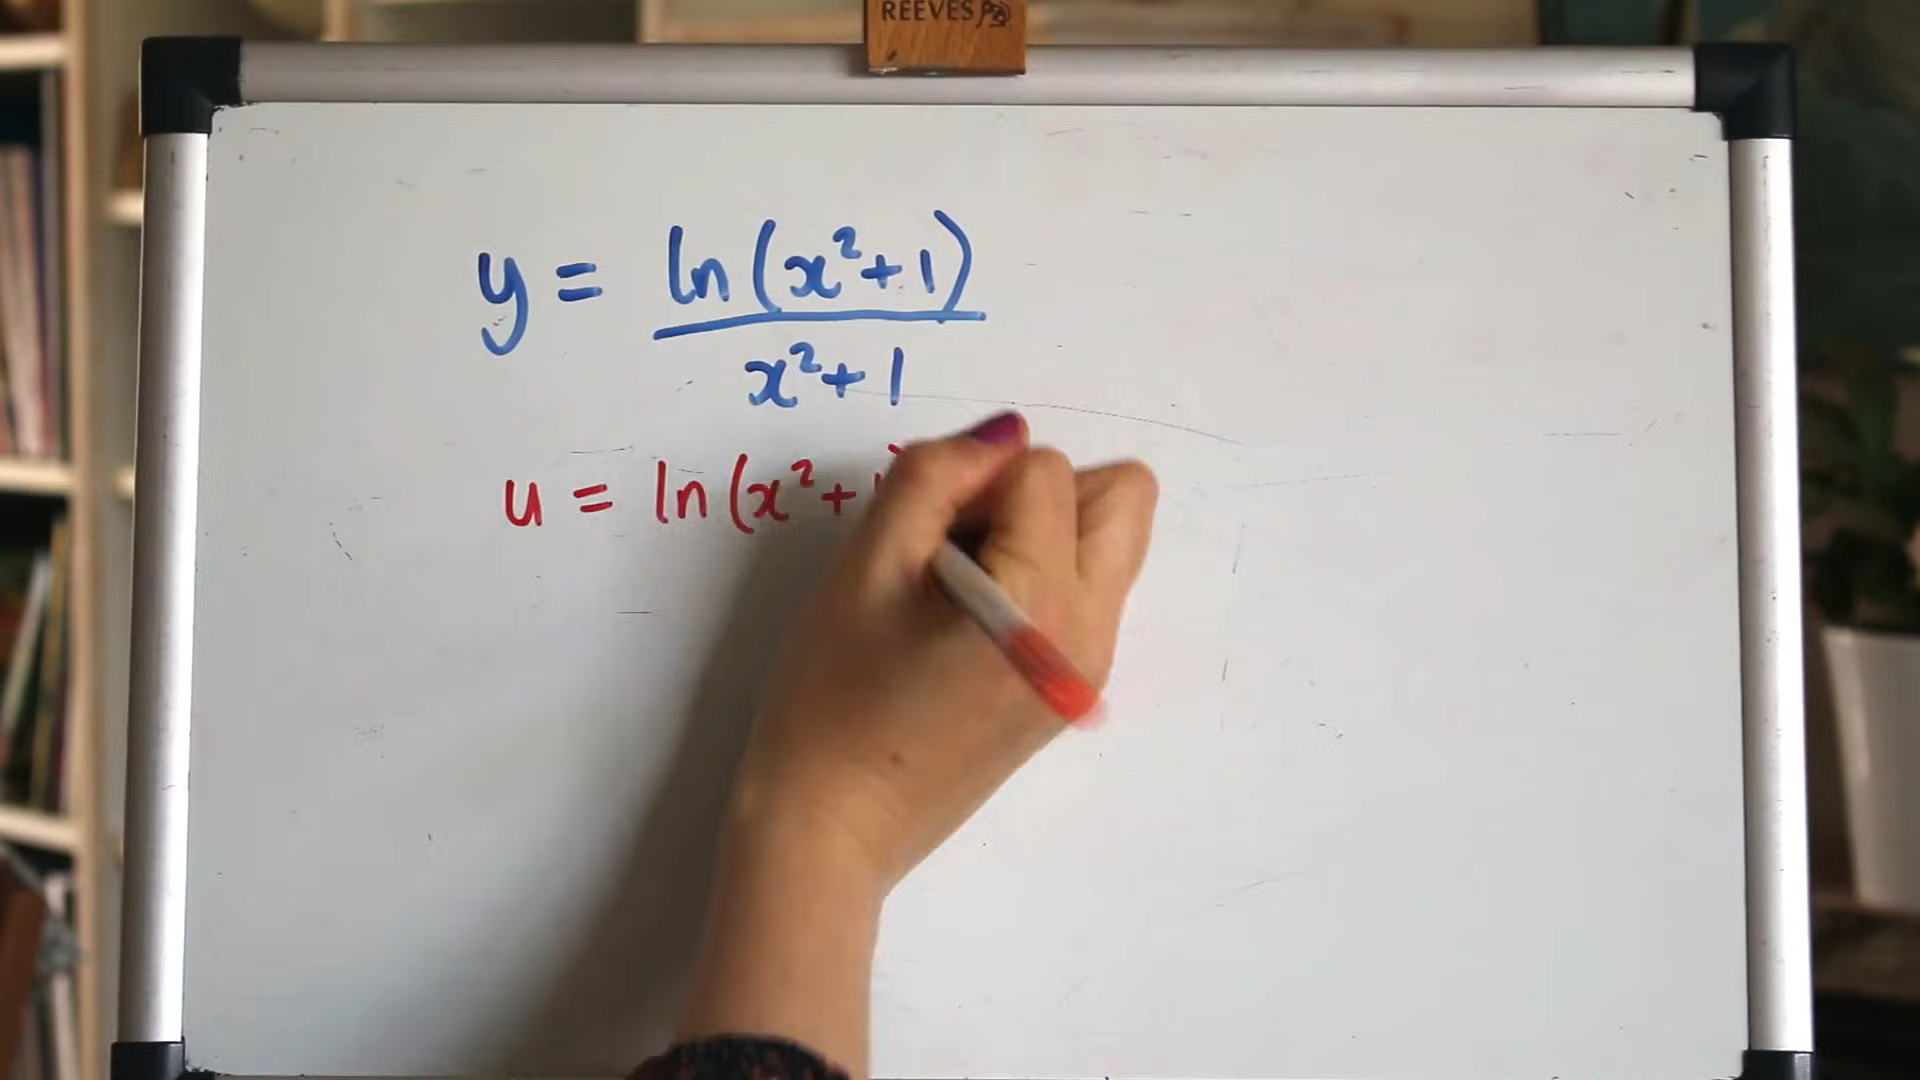 REEVES
y = ln(x²+1)
x²+1
u = ln(x²+